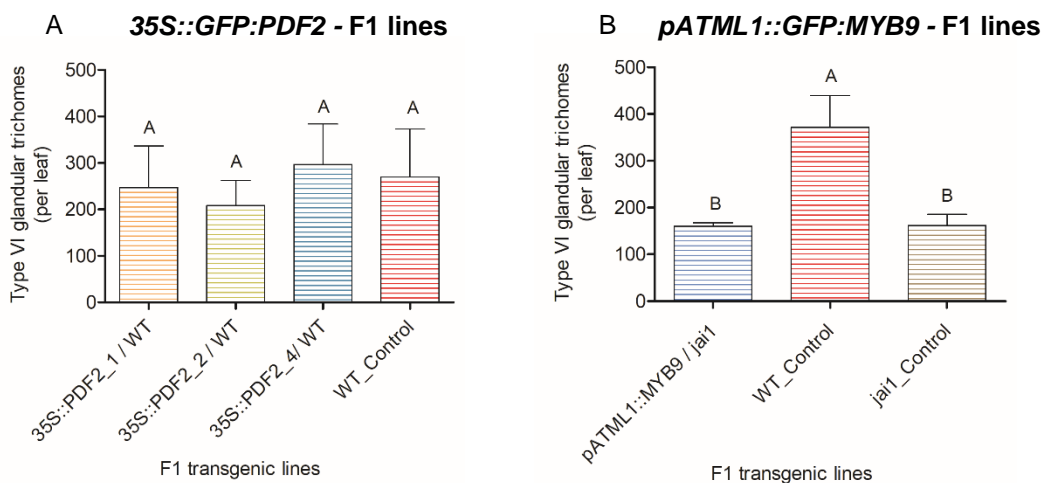 A 35S::GFP:PDF2 - F1 lines
Type VI glandular trichomes
(per leaf)
500
400
300
200
100
0
A
A
A
A
35S::PDF2_1 / WT
35S::PDF2_2 / WT
35S::PDF2_4/ WT
WT_Control
F1 transgenic lines
B pATML1::GFP:MYB9 - F1 lines
Type VI glandular trichomes
(per leaf)
500
400
300
200
100
0
B
A
B
pATML1::MYB9 / jai1
WT_Control
jai1_Control
F1 transgenic lines